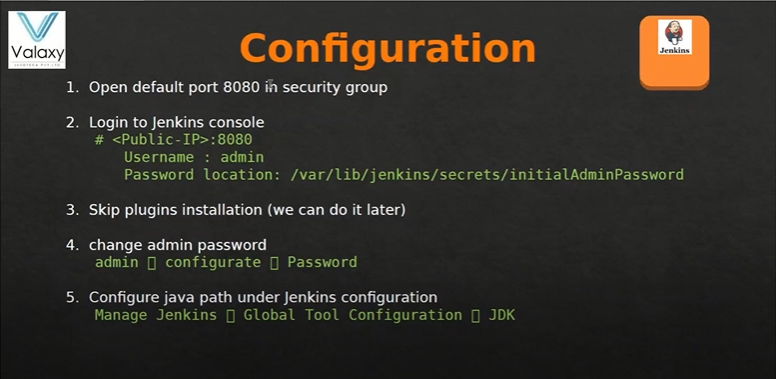 Valaxy
Configuration
Jenkins
1. Open default port 8080 in security group
2. Login to Jenkins console
# <Public-IP>:8080
Username : admin
Password location: /var/lib/jenkins/secrets/initialAdminPassword
3. Skip plugins installation (we can do it later)
4. change admin password
admin ▯ configurate ▯ Password
5. Configure java path under Jenkins configuration
Manage Jenkins ▯ Global Tool Configuration ▯ JDK